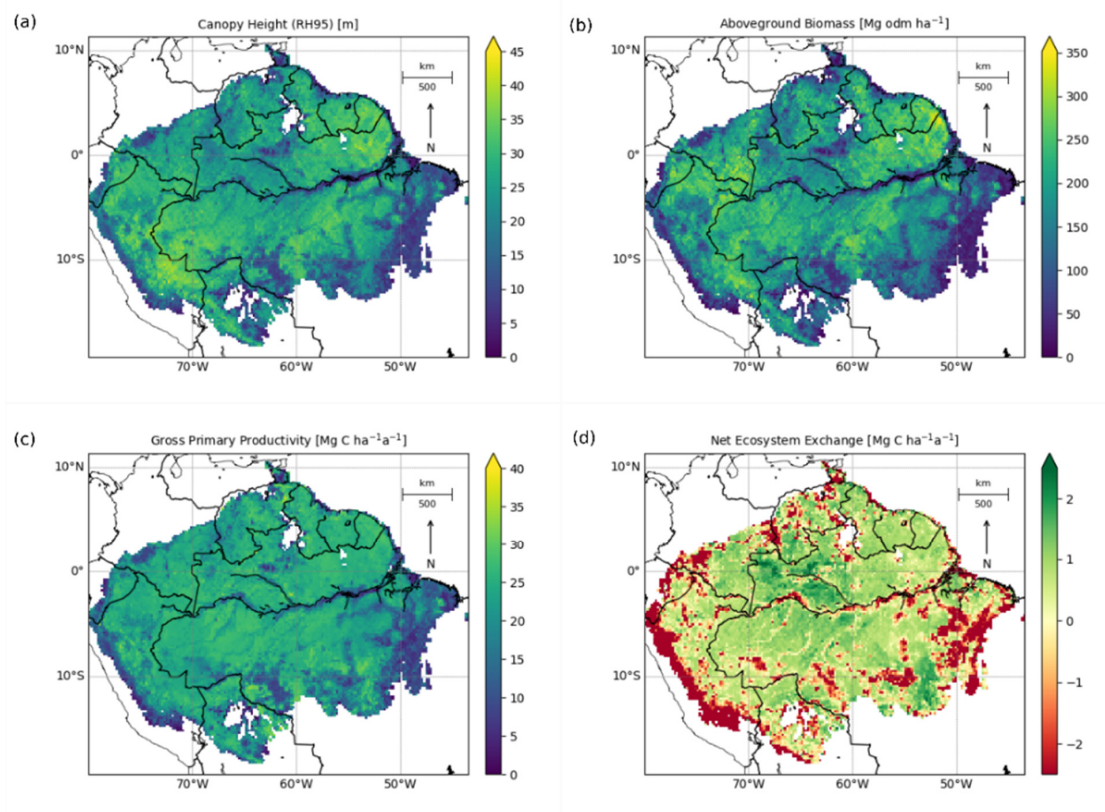 (a)
Canopy Height (RH95) [m]
10°N
0°
10°S
70°W 60°W 50°W
km
500
N
45
40
35
30
25
20
15
10
5
0
(b)
Aboveground Biomass [Mg odm ha⁻¹]
10°N
0°
10°S
70°W 60°W 50°W
km
500
N
350
300
250
200
150
100
50
0
(c)
Gross Primary Productivity [Mg C ha⁻¹a⁻¹]
10°N
0°
10°S
70°W 60°W 50°W
km
500
N
40
35
30
25
20
15
10
5
0
(d)
Net Ecosystem Exchange [Mg C ha⁻¹a⁻¹]
10°N
0°
10°S
70°W 60°W 50°W
km
500
N
2
1
0
−1
−2